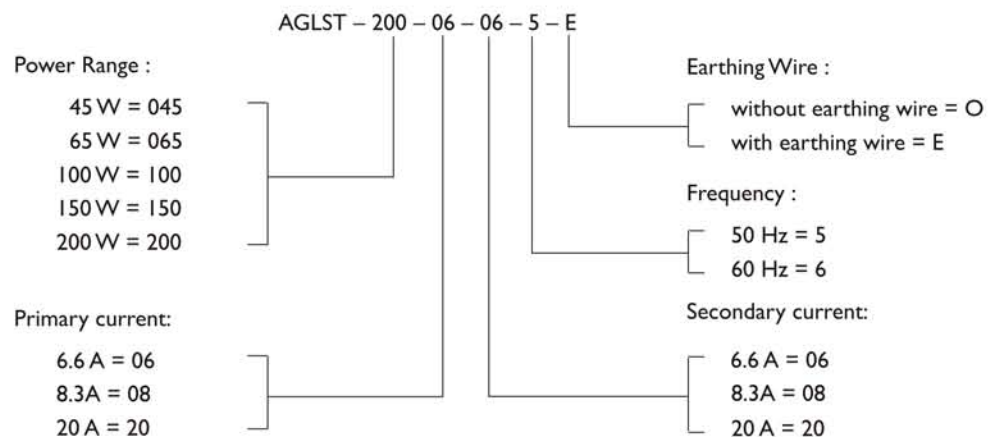 AGLST – 200 – 06 – 06 – 5 – E
Power Range :
45 W = 045
65 W = 065
100 W = 100
150 W = 150
200 W = 200
Primary current:
6.6 A = 06
8.3A = 08
20 A = 20
Earthing Wire :
without earthing wire = O
with earthing wire = E
Frequency :
50 Hz = 5
60 Hz = 6
Secondary current:
6.6 A = 06
8.3A = 08
20 A = 20